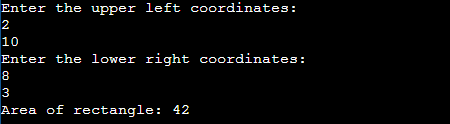 Enter the upper left coordinates:
2
10
Enter the lower right coordinates:
8
3
Area of rectangle: 42